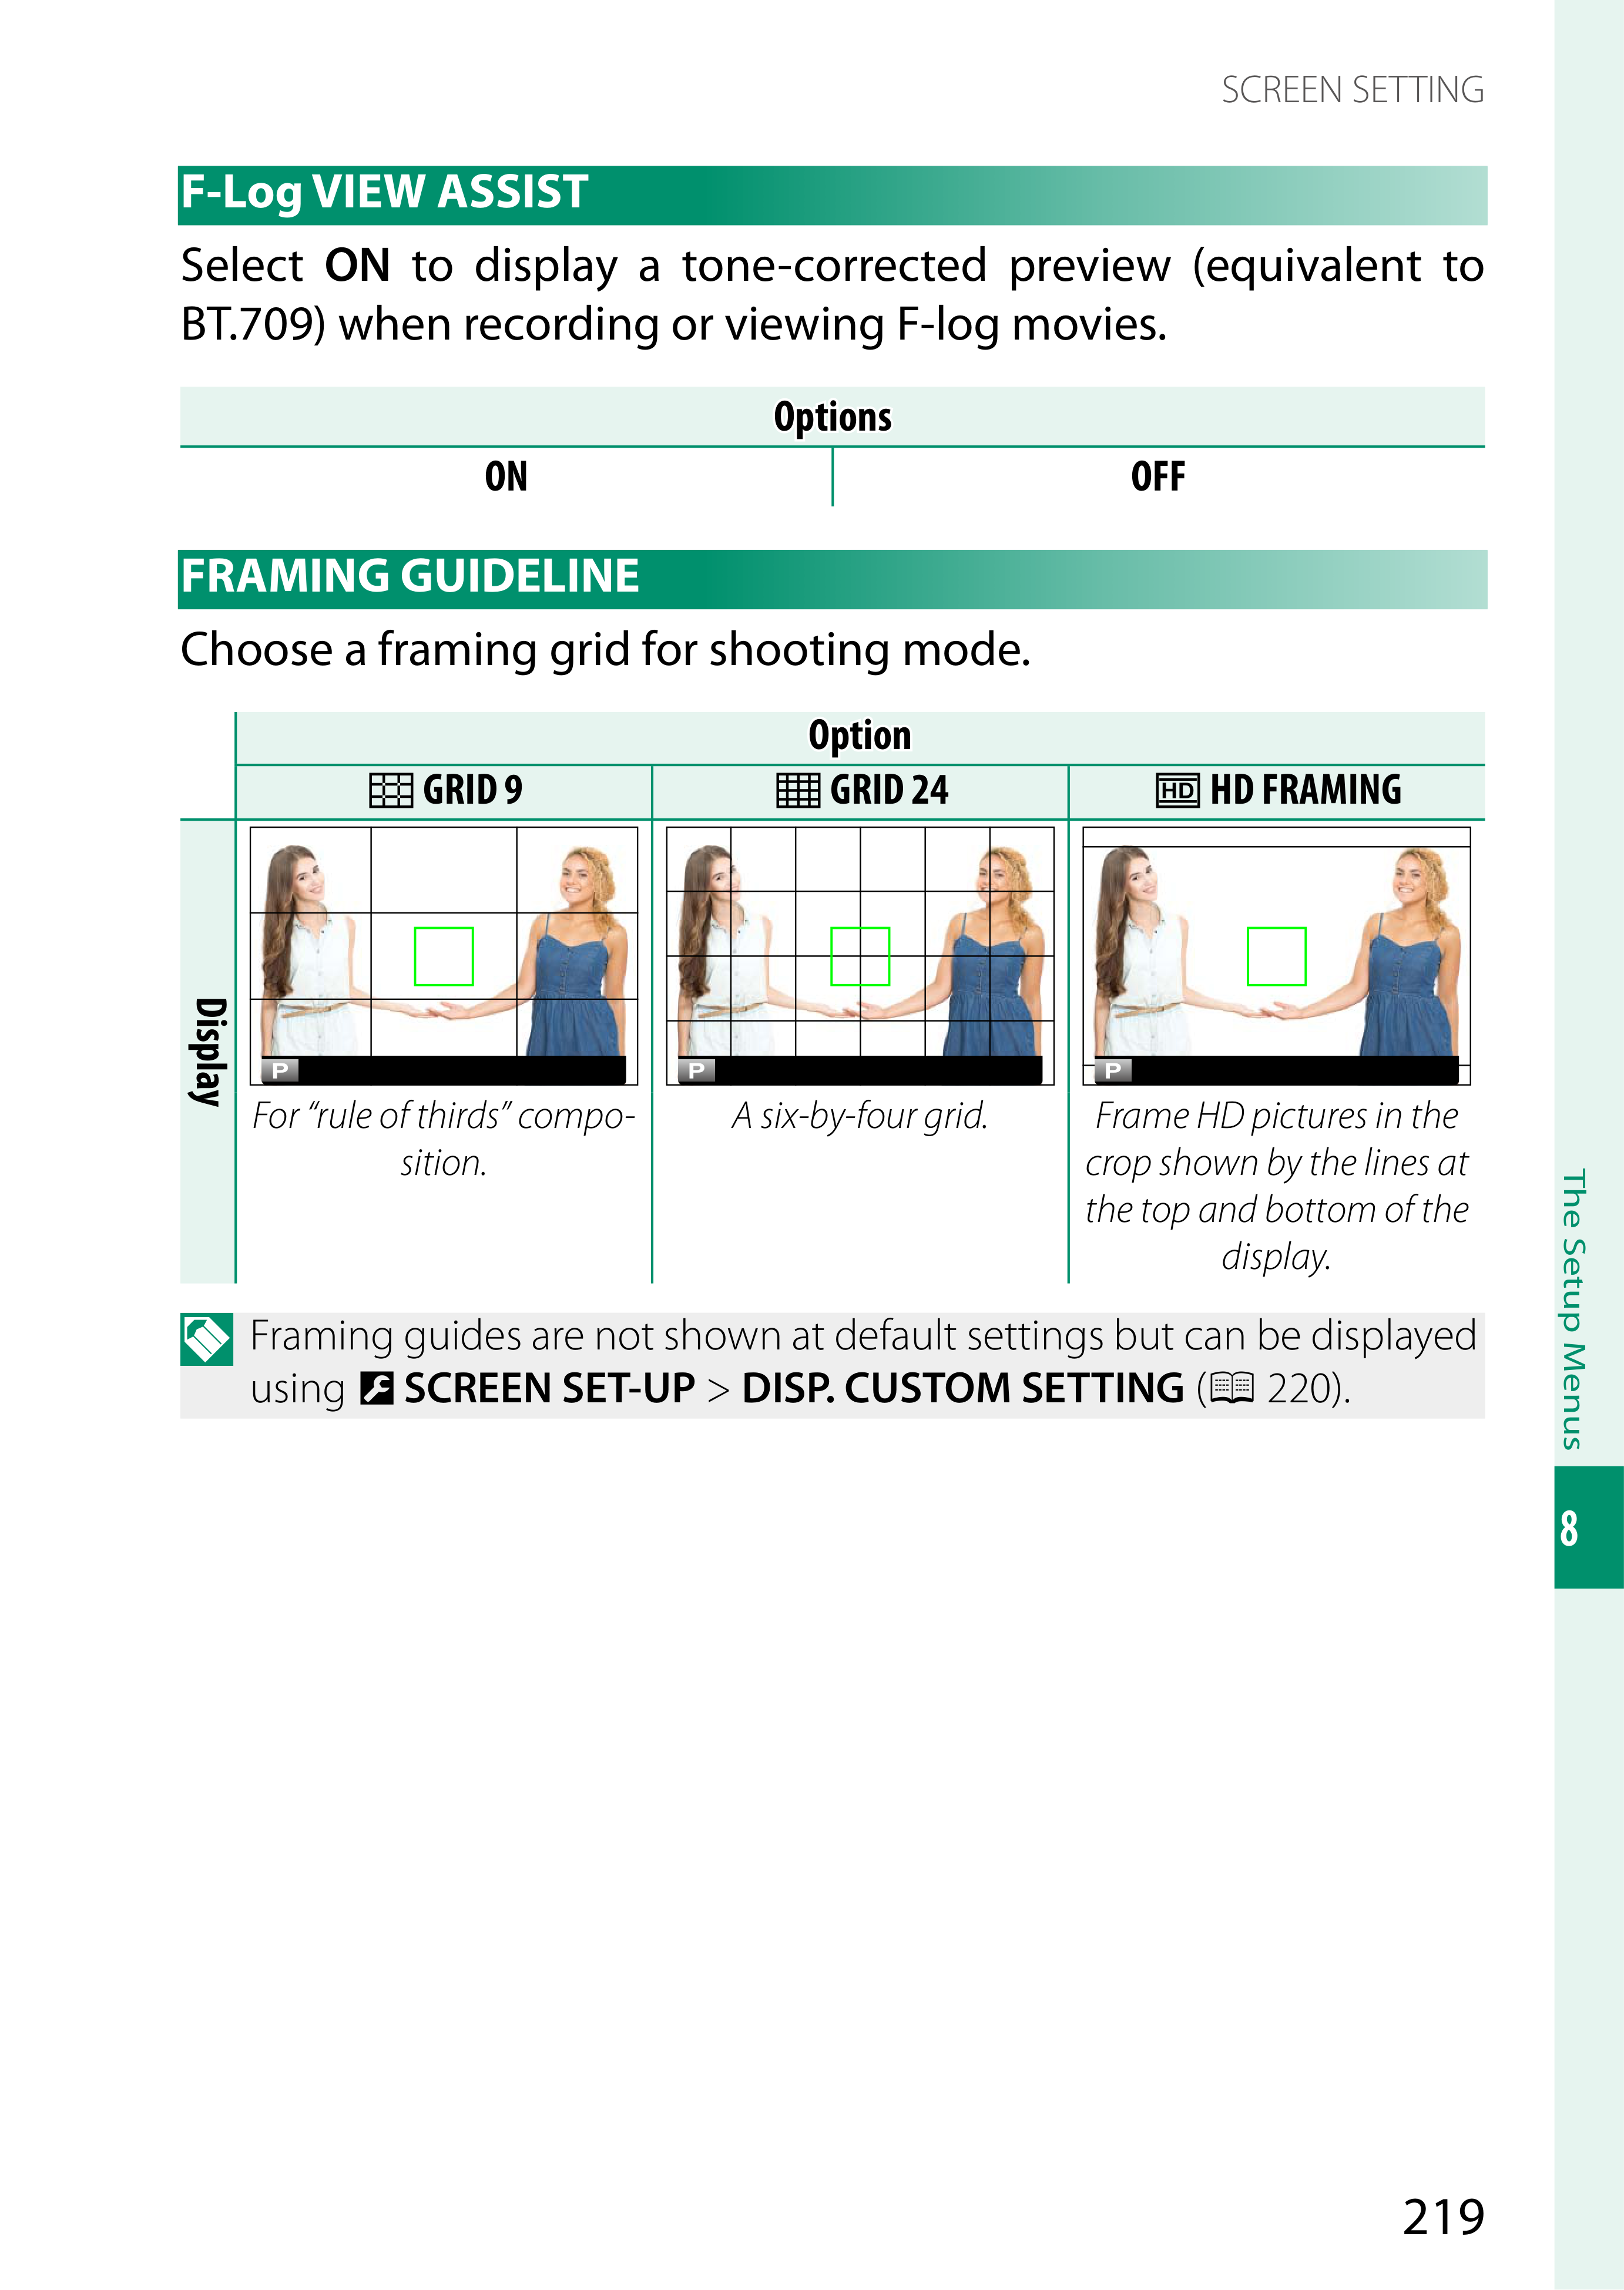 SCREEN SETTING
F-Log VIEW ASSIST
Select ON to display a tone-corrected preview (equivalent to
BT.709) when recording or viewing F-log movies.
Options
ON OFF
FRAMING GUIDELINE
Choose a framing grid for shooting mode.
Option
GRID 9 GRID 24 HD HD FRAMING
Display
P P P
For “rule of thirds” compo-
sition.
A six-by-four grid.
Frame HD pictures in the
crop shown by the lines at
the top and bottom of the
display.
Framing guides are not shown at default settings but can be displayed
using SCREEN SET-UP > DISP. CUSTOM SETTING ( 220).
The Setup Menus
8
219